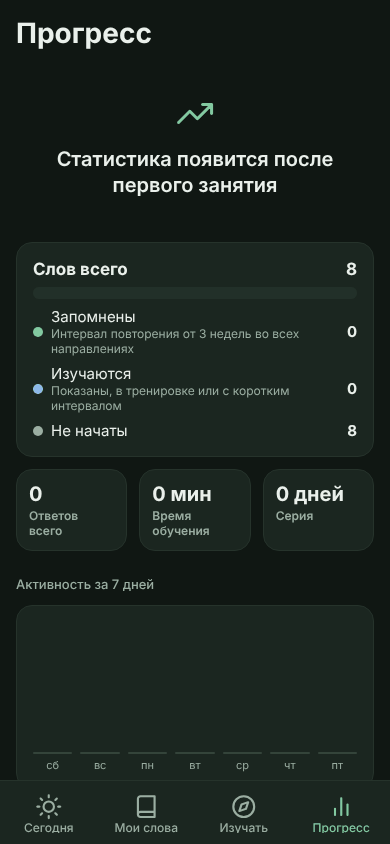 Прогресс
Статистика появится после
первого занятия
Слов всего 8
Запомнены
Интервал повторения от 3 недель во всех
направлениях
0
Изучаются
Показаны, в тренировке или с коротким
интервалом
0
Не начаты 8
0
Ответов
всего
0 мин
Время
обучения
0 дней
Серия
Активность за 7 дней
сб вс пн вт ср чт пт
Сегодня Мои слова Изучать Прогресс